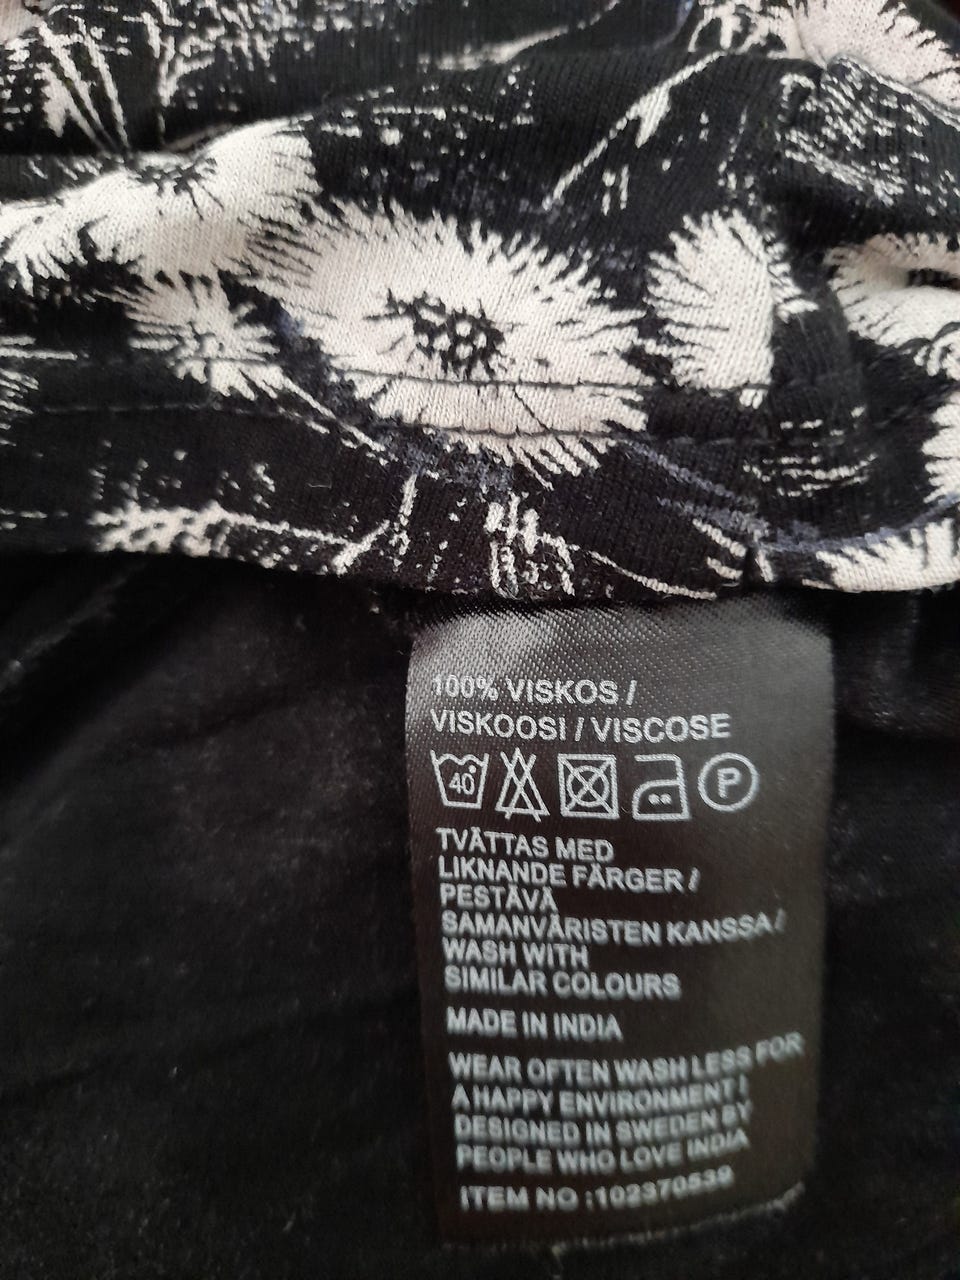 100% VISKOS /
VISKOOSI / VISCOSE
40 P
TVÄTTAS MED
LIKNANDE FÄRGER /
PESTÄVÄ
SAMANVÄRISTEN KANSSA /
WASH WITH
SIMILAR COLOURS
MADE IN INDIA
WEAR OFTEN WASH LESS FOR
A HAPPY ENVIRONMENT !
DESIGNED IN SWEDEN BY
PEOPLE WHO LOVE INDIA
ITEM NO :102370539